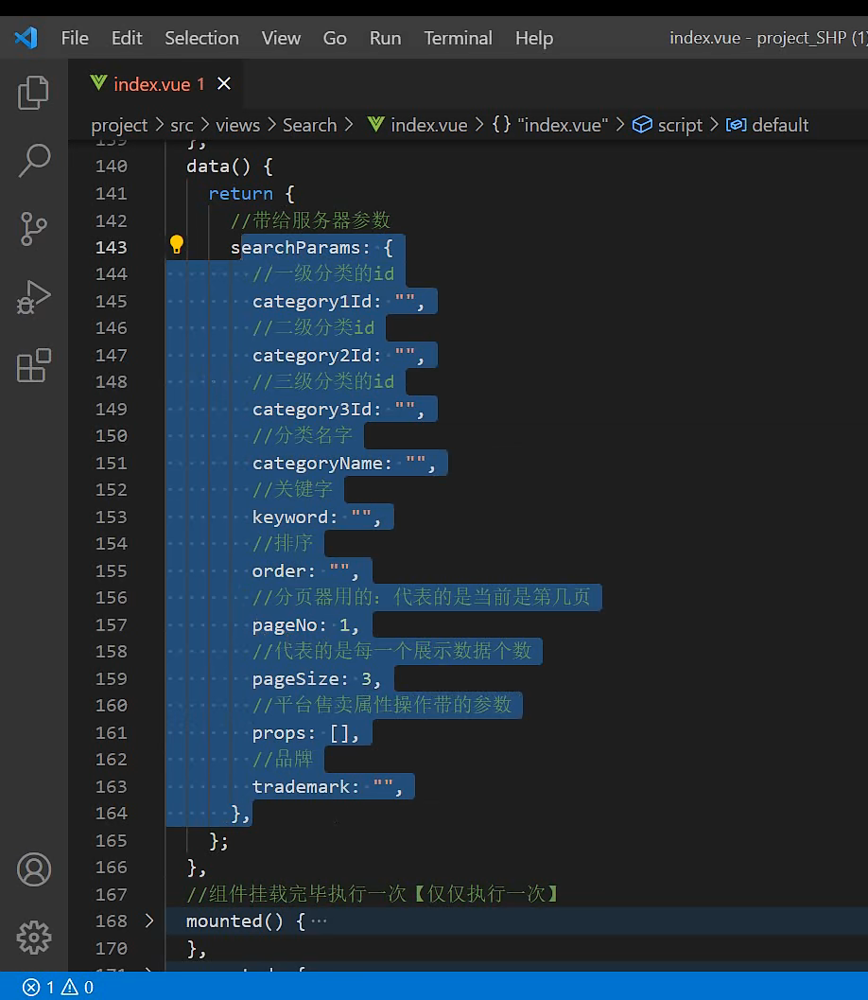 File Edit Selection View Go Run Terminal Help index.vue - project_SHP (1)
index.vue 1
project > src > views > Search > index.vue > {} "index.vue" > script > default
139 },
140 data() {
141 return {
142 //带给服务器参数
143 searchParams: {
144 //一级分类的id
145 category1Id: "",
146 //二级分类id
147 category2Id: "",
148 //三级分类的id
149 category3Id: "",
150 //分类名字
151 categoryName: "",
152 //关键字
153 keyword: "",
154 //排序
155 order: "",
156 //分页器用的：代表的是当前是第几页
157 pageNo: 1,
158 //代表的是每一个展示数据个数
159 pageSize: 3,
160 //平台售卖属性操作带的参数
161 props: [],
162 //品牌
163 trademark: "",
164 },
165 };
166 },
167 //组件挂载完毕执行一次【仅仅执行一次】
168 mounted() {···
170 },
1 0